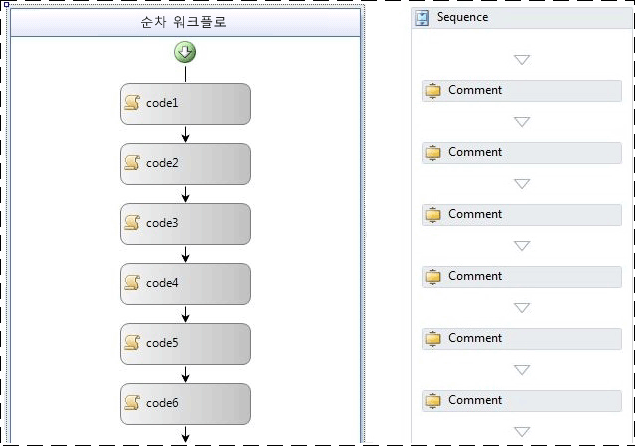 순차 워크플로
code1
code2
code3
code4
code5
code6
Sequence
Comment
Comment
Comment
Comment
Comment
Comment